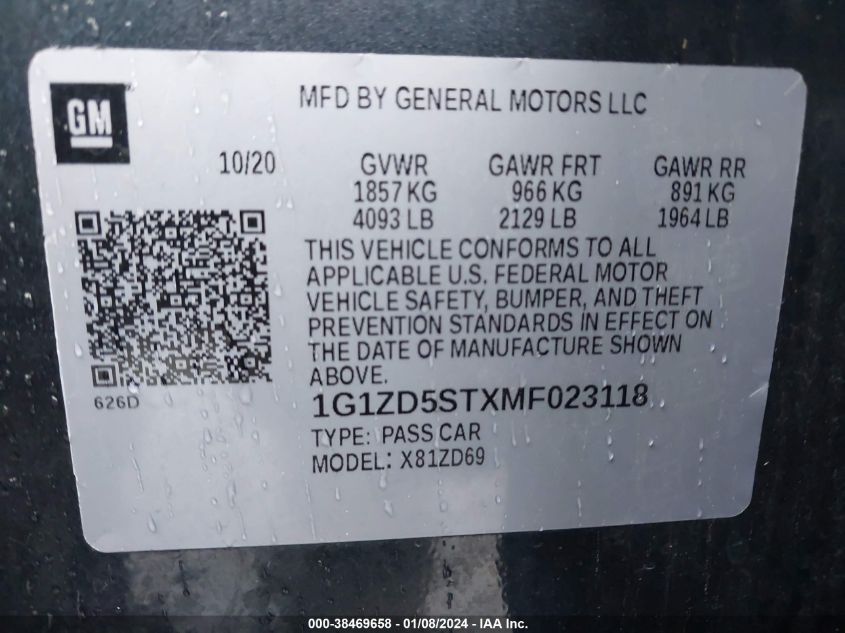 GM
MFD BY GENERAL MOTORS LLC
10/20 GVWR GAWR FRT GAWR RR
1857 KG 966 KG 891 KG
4093 LB 2129 LB 1964 LB
THIS VEHICLE CONFORMS TO ALL
APPLICABLE U.S. FEDERAL MOTOR
VEHICLE SAFETY, BUMPER, AND THEFT
PREVENTION STANDARDS IN EFFECT ON
THE DATE OF MANUFACTURE SHOWN
ABOVE.
626D
1G1ZD5STXMF023118
TYPE: PASS CAR
MODEL: X81ZD69
000-38469658 — 01/08/2024 — IAA Inc.